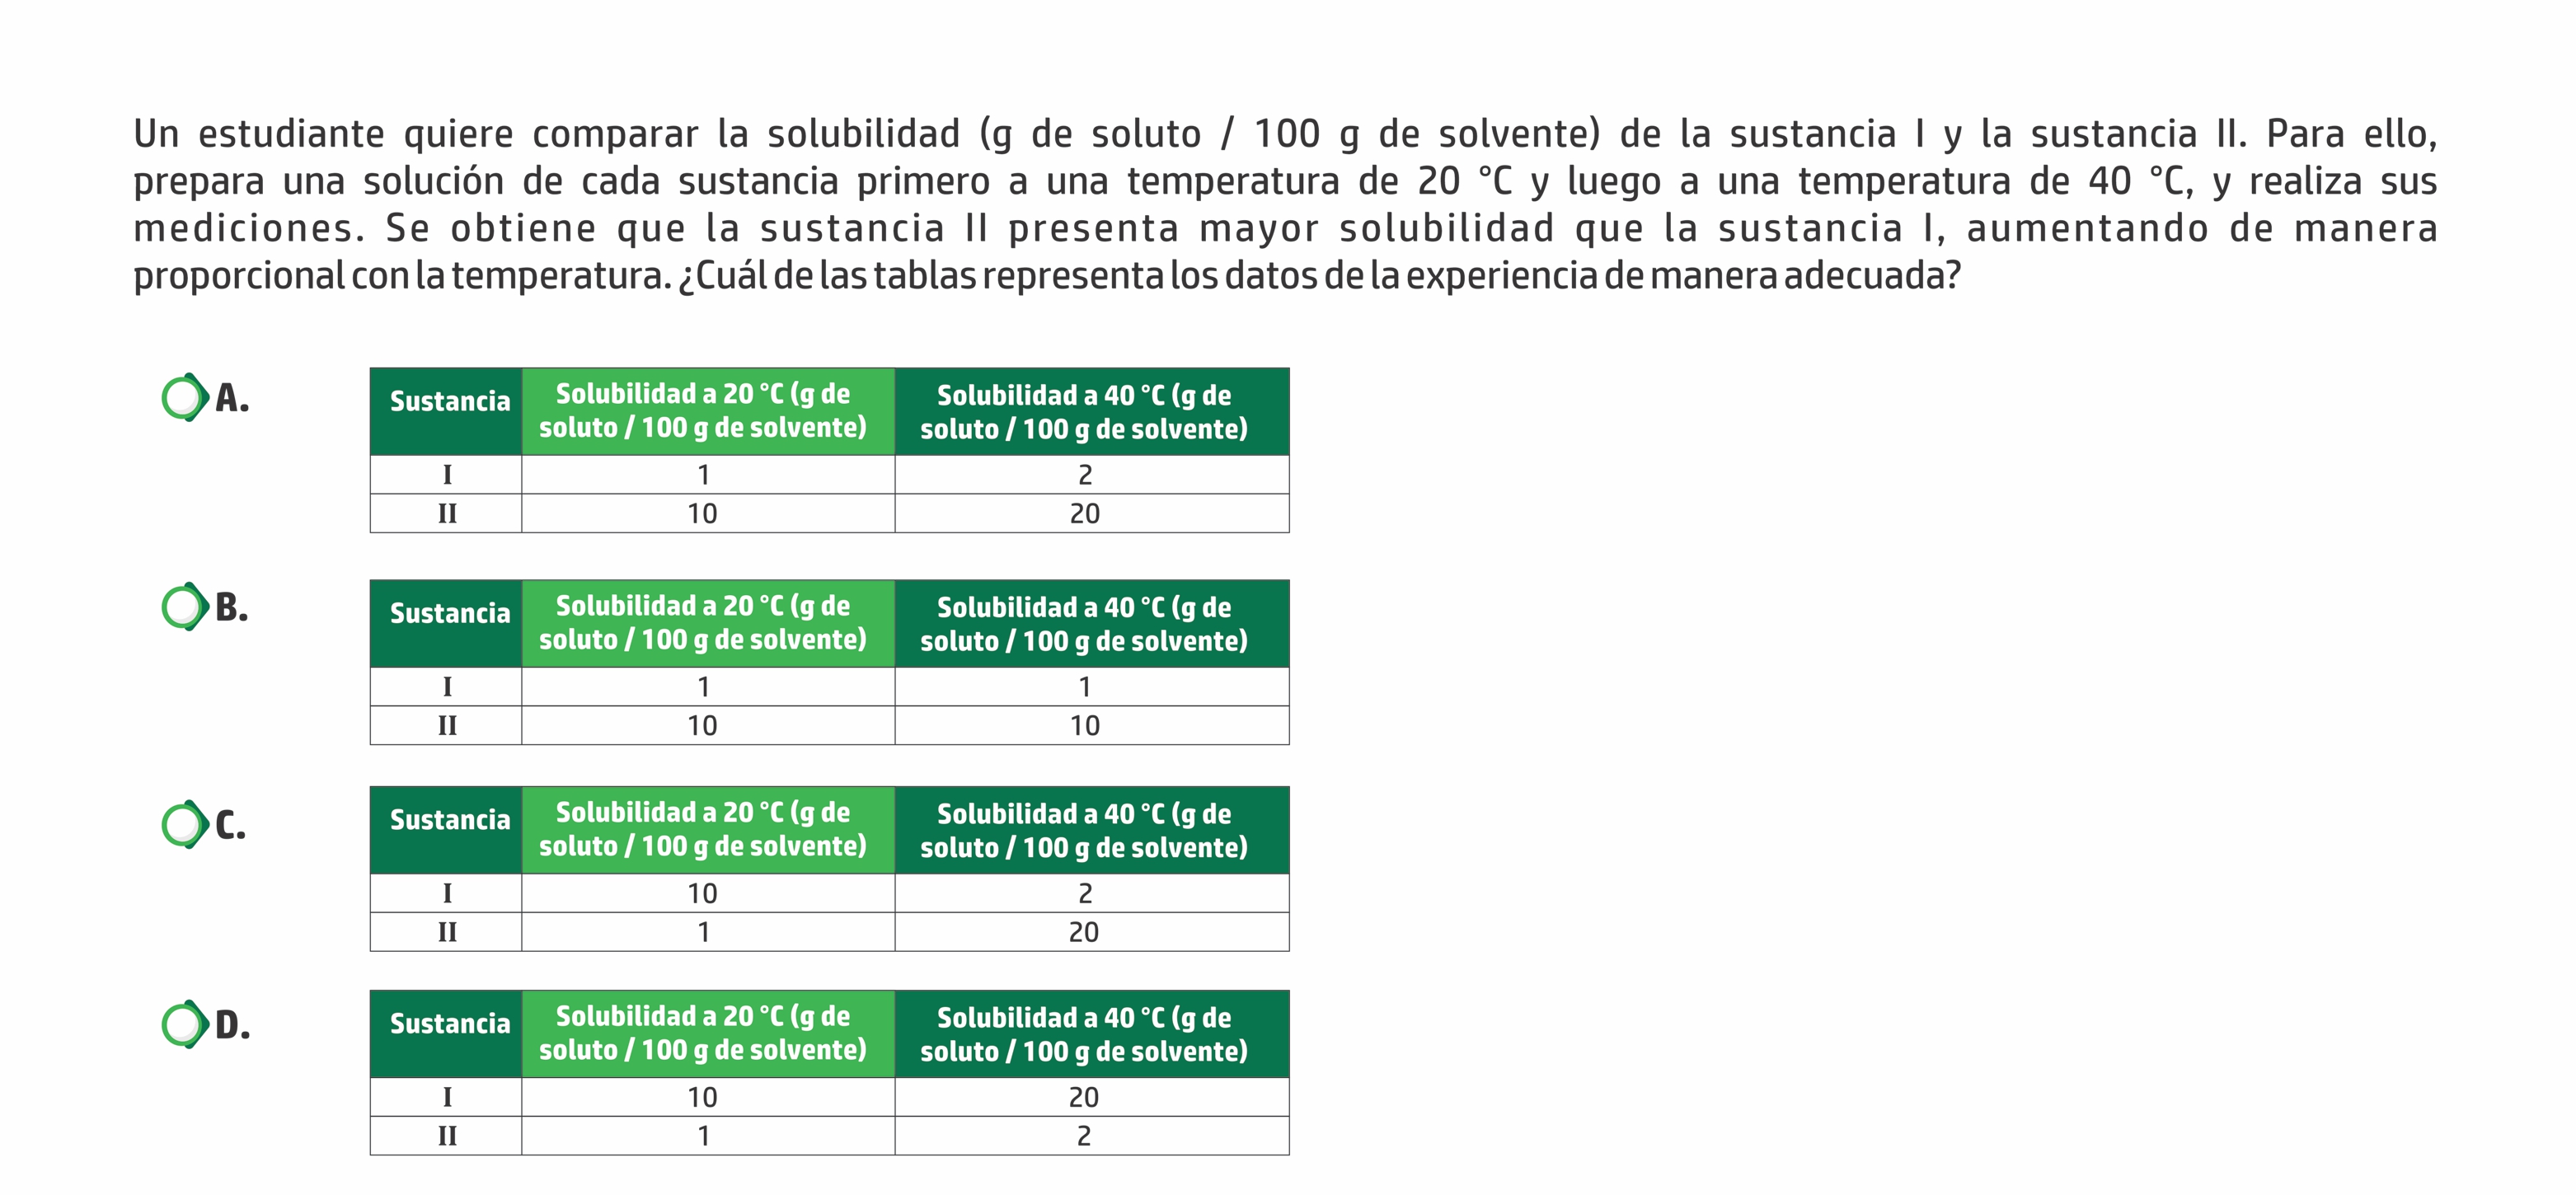 Un estudiante quiere comparar la solubilidad (g de soluto / 100 g de solvente) de la sustancia I y la sustancia II. Para ello,
prepara una solución de cada sustancia primero a una temperatura de 20 °C y luego a una temperatura de 40 °C, y realiza sus
mediciones. Se obtiene que la sustancia II presenta mayor solubilidad que la sustancia I, aumentando de manera
proporcional con la temperatura. ¿Cuál de las tablas representa los datos de la experiencia de manera adecuada?
A.
Sustancia Solubilidad a 20 °C (g de soluto / 100 g de solvente) Solubilidad a 40 °C (g de soluto / 100 g de solvente)
I 1 2
II 10 20
B.
Sustancia Solubilidad a 20 °C (g de soluto / 100 g de solvente) Solubilidad a 40 °C (g de soluto / 100 g de solvente)
I 1 1
II 10 10
C.
Sustancia Solubilidad a 20 °C (g de soluto / 100 g de solvente) Solubilidad a 40 °C (g de soluto / 100 g de solvente)
I 10 2
II 1 20
D.
Sustancia Solubilidad a 20 °C (g de soluto / 100 g de solvente) Solubilidad a 40 °C (g de soluto / 100 g de solvente)
I 10 20
II 1 2